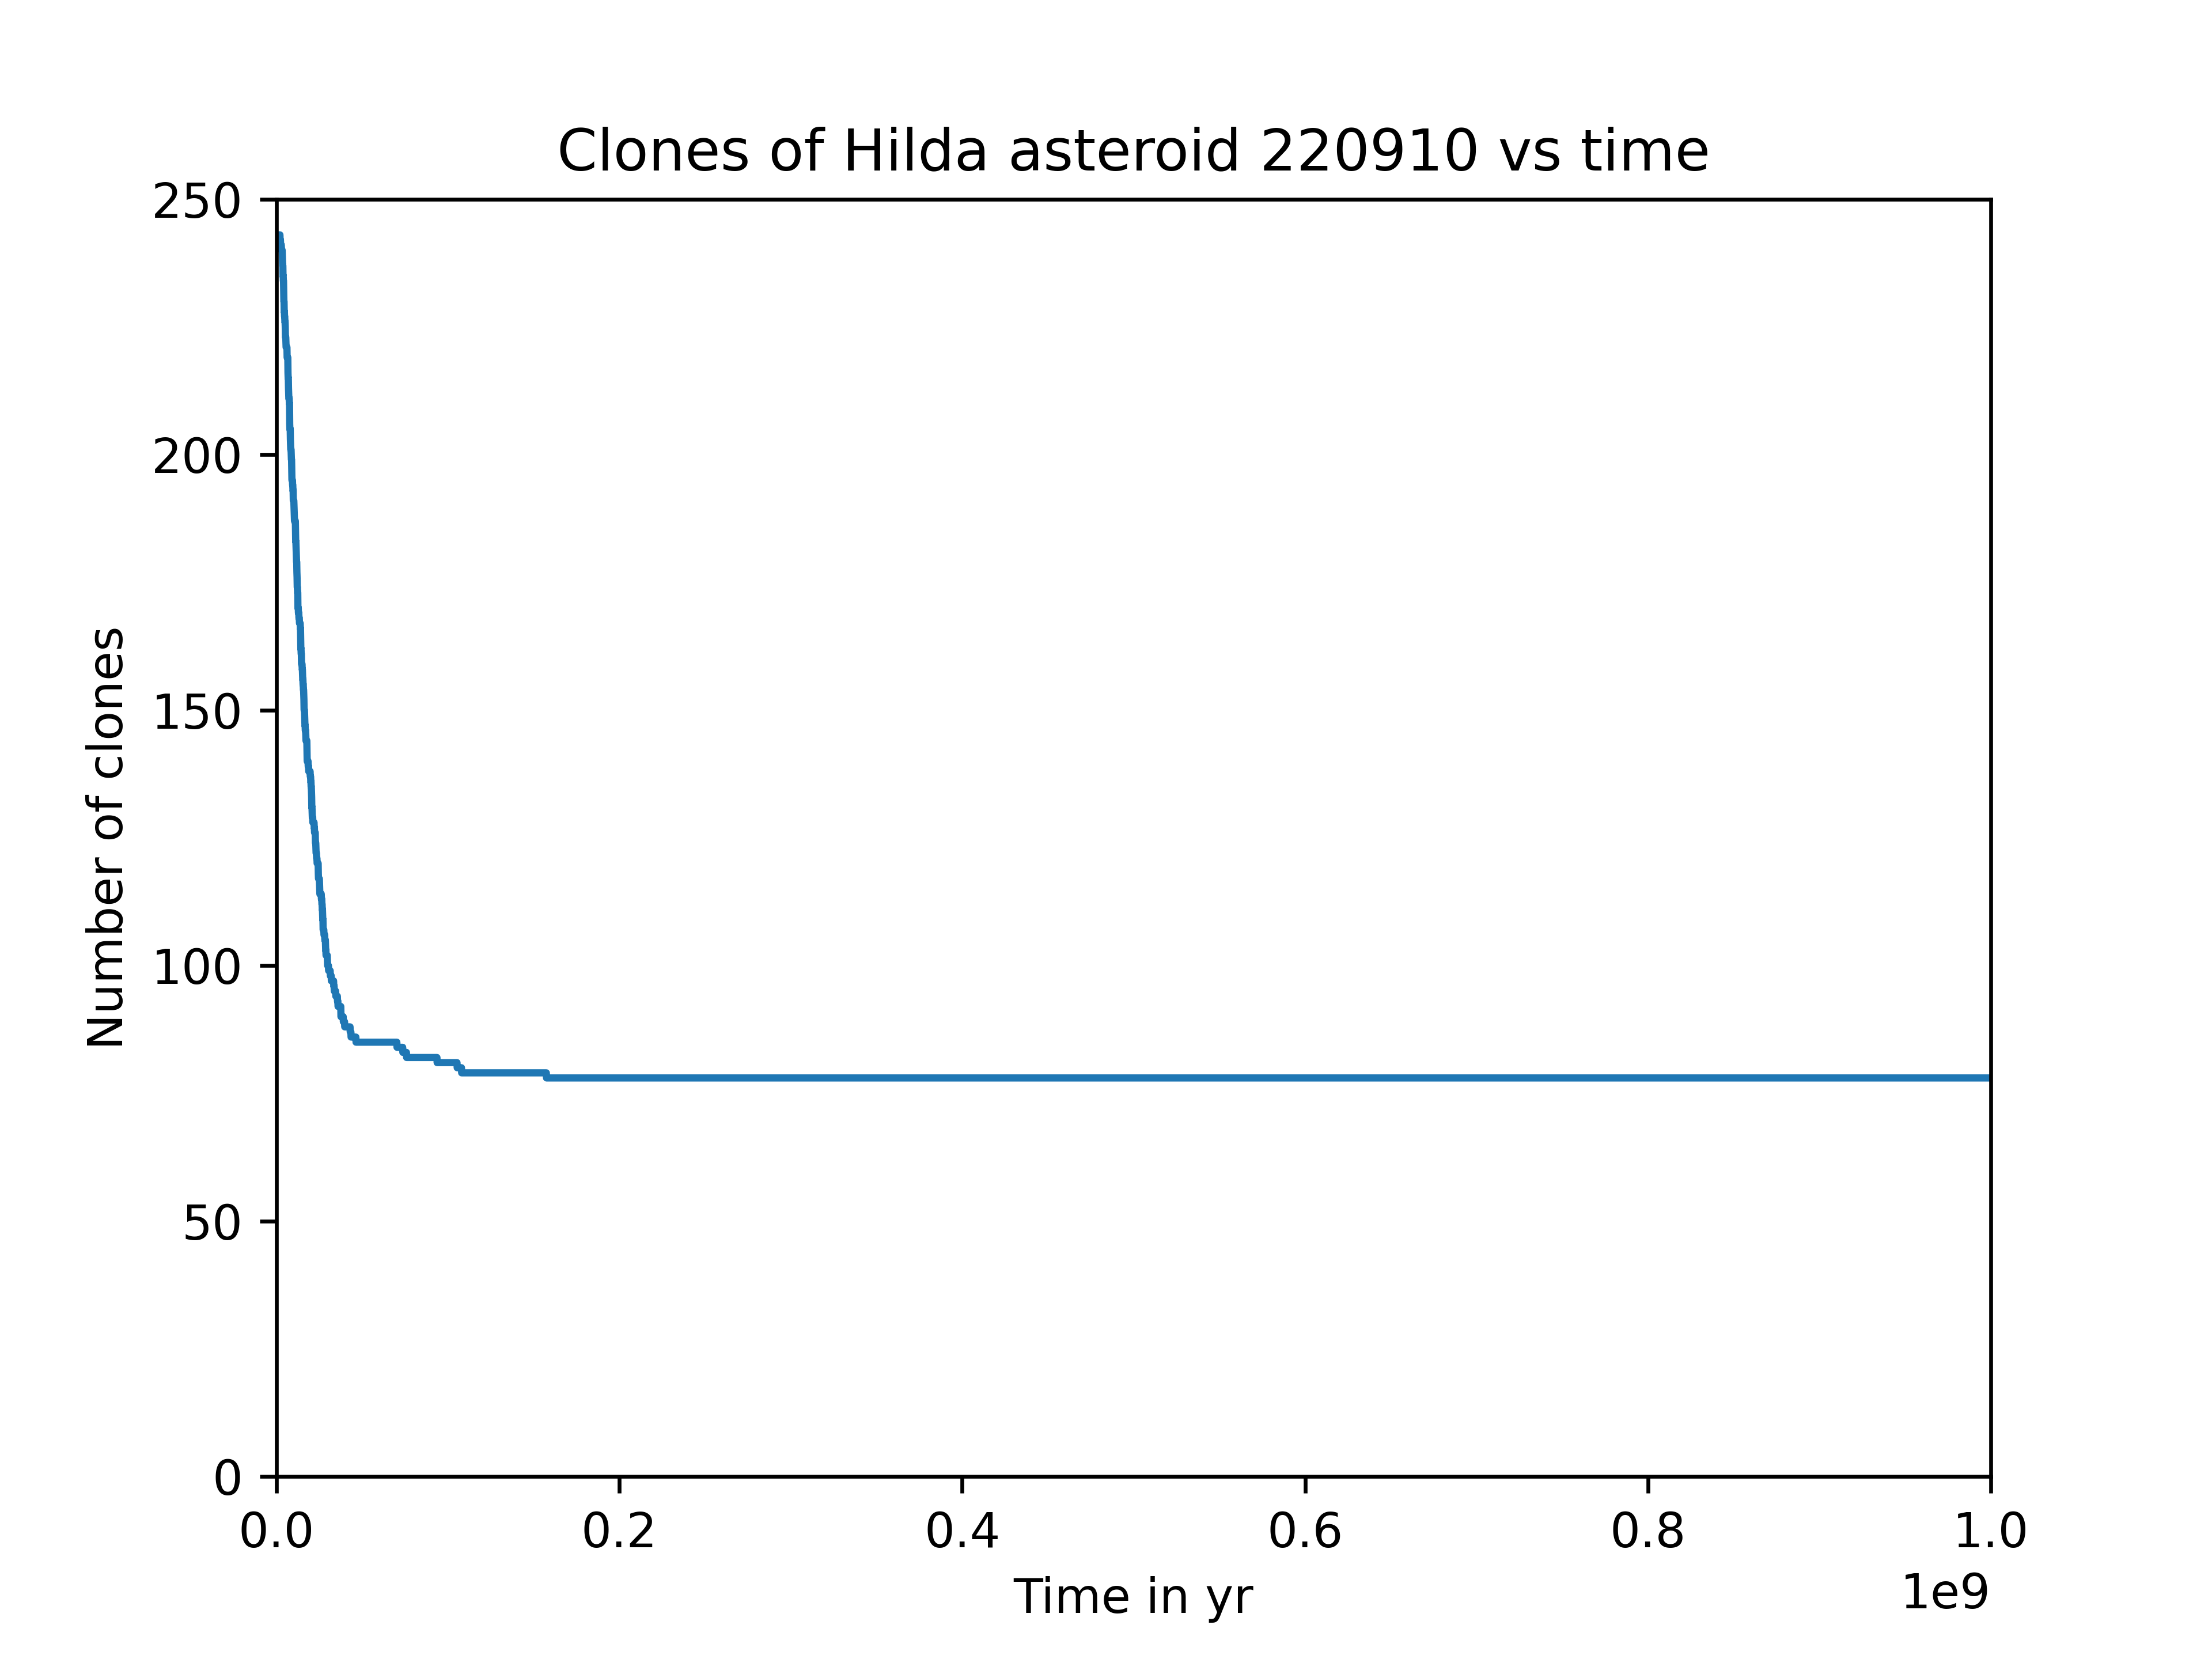 Clones of Hilda asteroid 220910 vs time
250
200
150
100
50
0
Number of clones
0.0 0.2 0.4 0.6 0.8 1.0
Time in yr
1e9